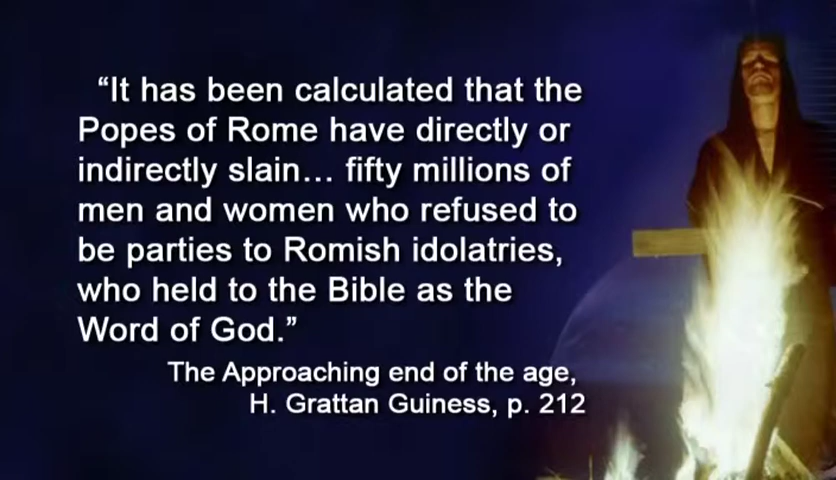 “It has been calculated that the
Popes of Rome have directly or
indirectly slain... fifty millions of
men and women who refused to
be parties to Romish idolatries,
who held to the Bible as the
Word of God.”
The Approaching end of the age,
H. Grattan Guiness, p. 212